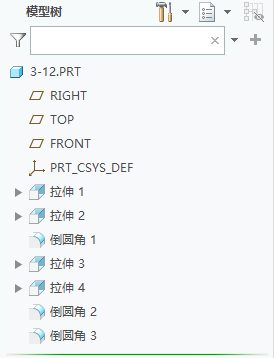 模型树
3-12.PRT
RIGHT
TOP
FRONT
PRT_CSYS_DEF
拉伸 1
拉伸 2
倒圆角 1
拉伸 3
拉伸 4
倒圆角 2
倒圆角 3